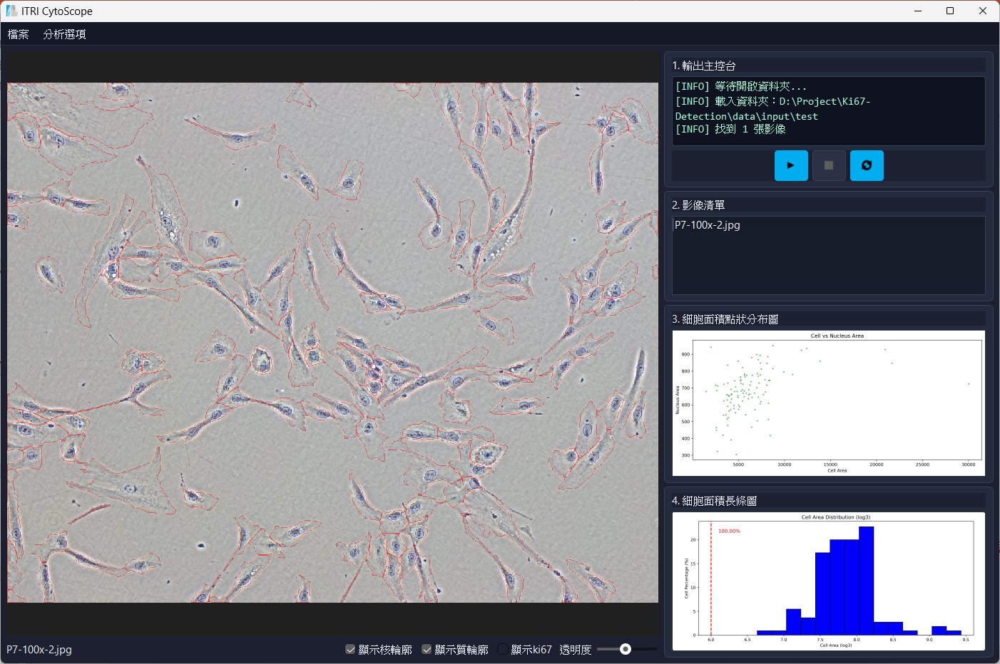 ITRI CytoScope
檔案 分析選項
1. 輸出主控台
[INFO] 等待開啟資料夾...
[INFO] 載入資料夾：D:\Project\Ki67-
Detection\data\input\test
[INFO] 找到 1 張影像
2. 影像清單
P7-100x-2.jpg
3. 細胞面積點狀分布圖
Cell vs Nucleus Area
Nucleus Area
900
800
700
600
500
400
300
5000 10000 15000 20000 25000 30000
Cell Area
4. 細胞面積長條圖
Cell Area Distribution (log3)
100.00%
Cell Percentage (%)
20
15
10
5
0
6.0 6.5 7.0 7.5 8.0 8.5 9.0 9.5
Cell Area (log3)
P7-100x-2.jpg 顯示核輪廓 顯示質輪廓 顯示ki67 透明度